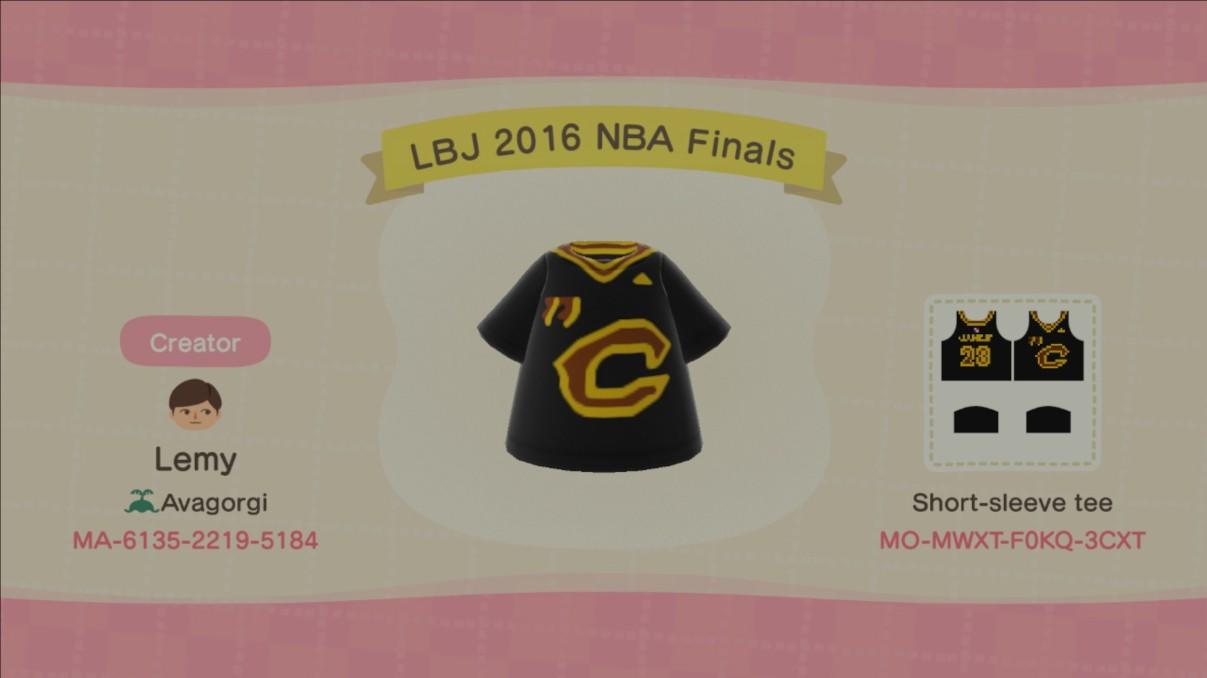 LBJ 2016 NBA Finals
Creator
Lemy
Avagorgi
MA-6135-2219-5184
C
23
C
Short-sleeve tee
MO-MWXT-F0KQ-3CXT